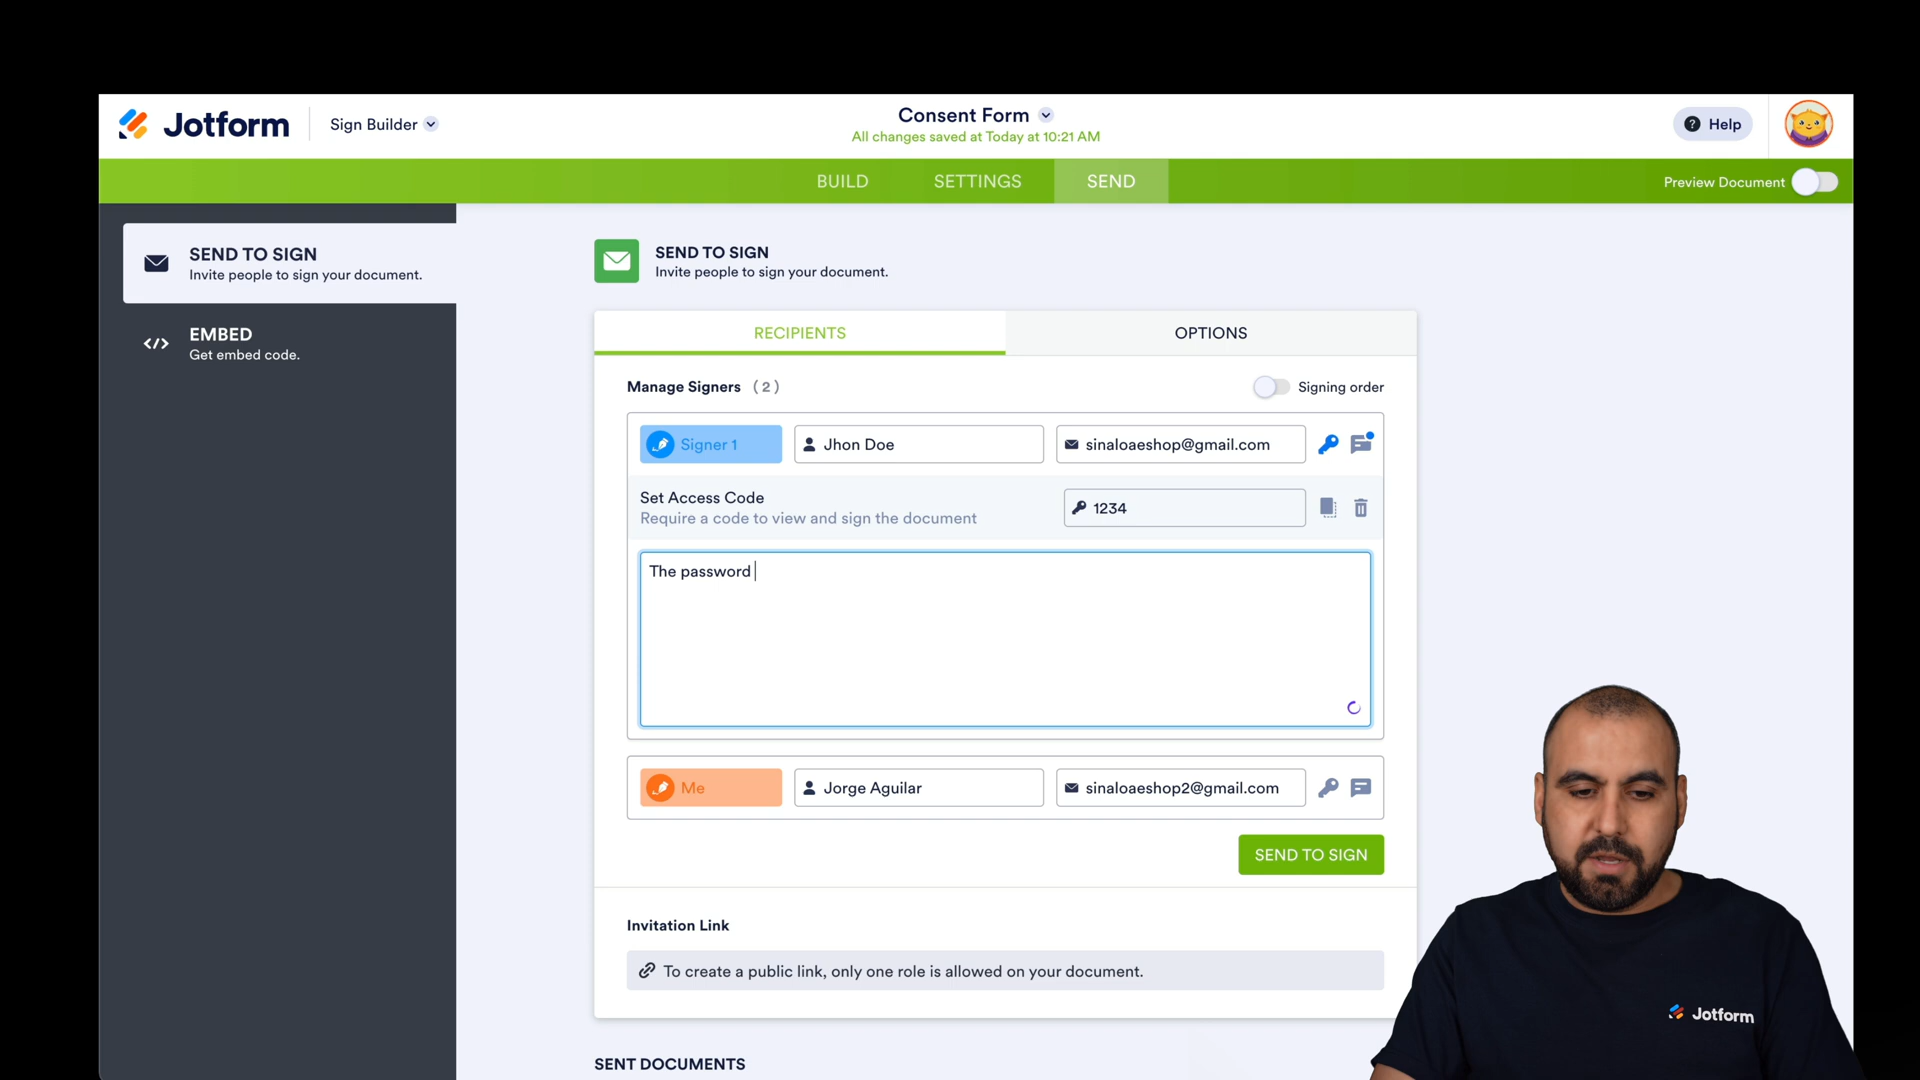 Jotform
Sign Builder
Consent Form
All changes saved at Today at 10:21 AM
Help
BUILD
SETTINGS
SEND
Preview Document
SEND TO SIGN
Invite people to sign your document.
EMBED
Get embed code.
SEND TO SIGN
Invite people to sign your document.
RECIPIENTS
OPTIONS
Manage Signers (2)
Signing order
Signer 1
Jhon Doe
sinaloaeshop@gmail.com
Set Access Code
Require a code to view and sign the document
1234
The password
Me
Jorge Aguilar
sinaloaeshop2@gmail.com
SEND TO SIGN
Invitation Link
To create a public link, only one role is allowed on your document.
SENT DOCUMENTS
Jotform